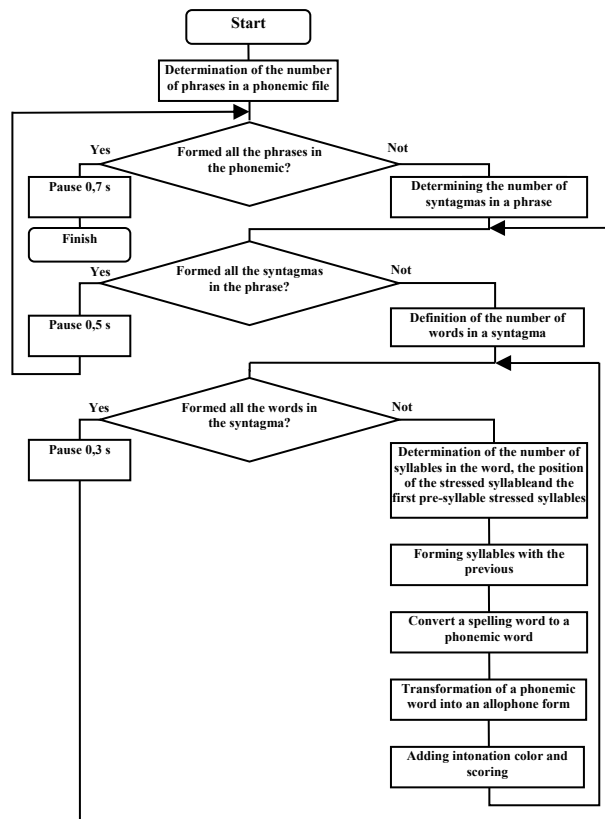 Start
Determination of the number
of phrases in a phonemic file
Yes
Formed all the phrases in
the phonemic?
Not
Pause 0,7 s
Determining the number of
syntagmas in a phrase
Finish
Yes
Formed all the syntagmas
in the phrase?
Not
Pause 0,5 s
Definition of the number of
words in a syntagma
Yes
Formed all the words in
the syntagma?
Not
Pause 0,3 s
Determination of the number of
syllables in the word, the position
of the stressed syllableand the
first pre-syllable stressed syllables
Forming syllables with the
previous
Convert a spelling word to a
phonemic word
Transformation of a phonemic
word into an allophone form
Adding intonation color and
scoring